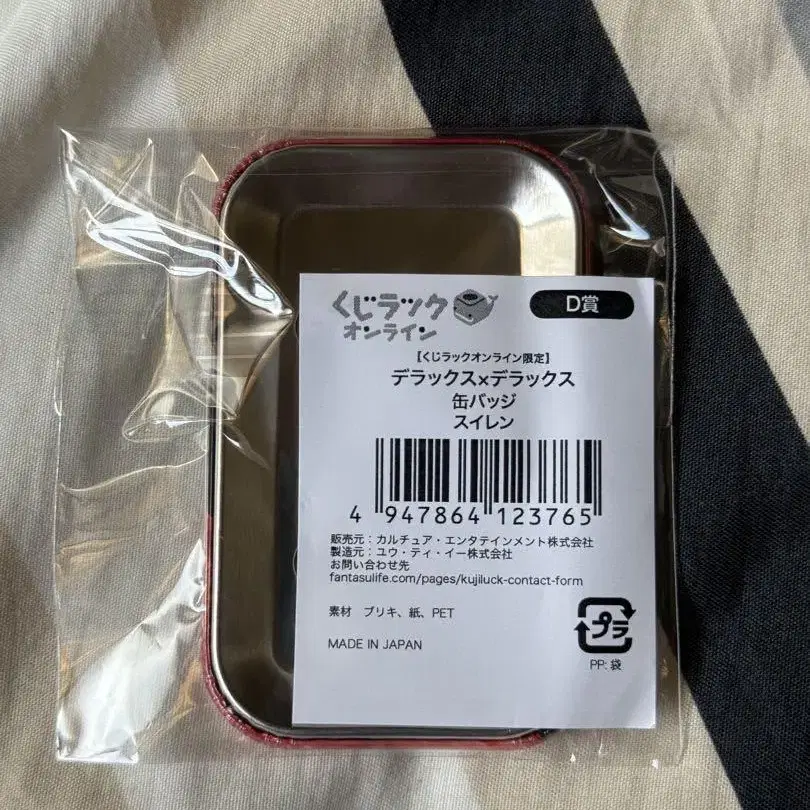 くじラック
オンライン
D賞
【くじラックオンライン限定】
デラックス×デラックス
缶バッジ
スイレン
4 947864 123765
販売元：カルチュア・エンタテインメント株式会社
製造元：ユウ・ティ・イー株式会社
お問い合わせ先
fantasulife.com/pages/kujiluck-contact-form
素材　ブリキ、紙、PET
MADE IN JAPAN
プラ
PP: 袋